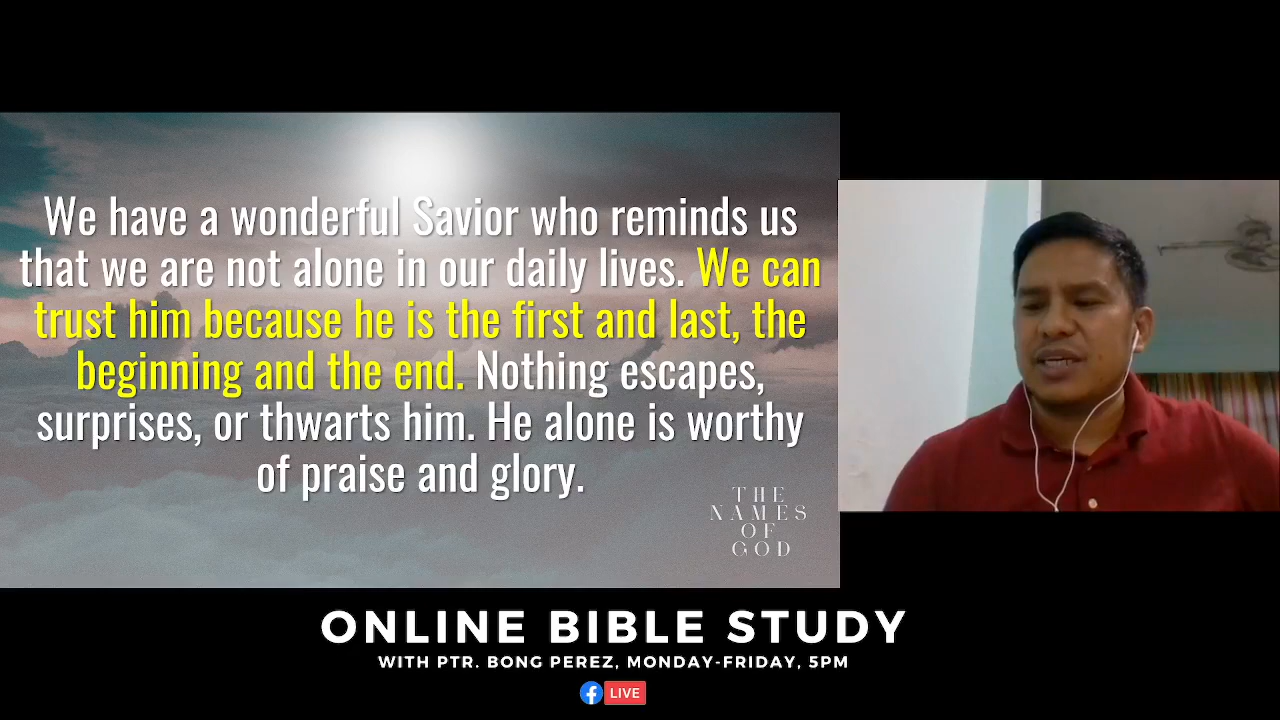 We have a wonderful Savior who reminds us
that we are not alone in our daily lives. We can
trust him because he is the first and last, the
beginning and the end. Nothing escapes,
surprises, or thwarts him. He alone is worthy
of praise and glory.
THE
NAMES
OF
GOD
ONLINE BIBLE STUDY
WITH PTR. BONG PEREZ, MONDAY-FRIDAY, 5PM
LIVE